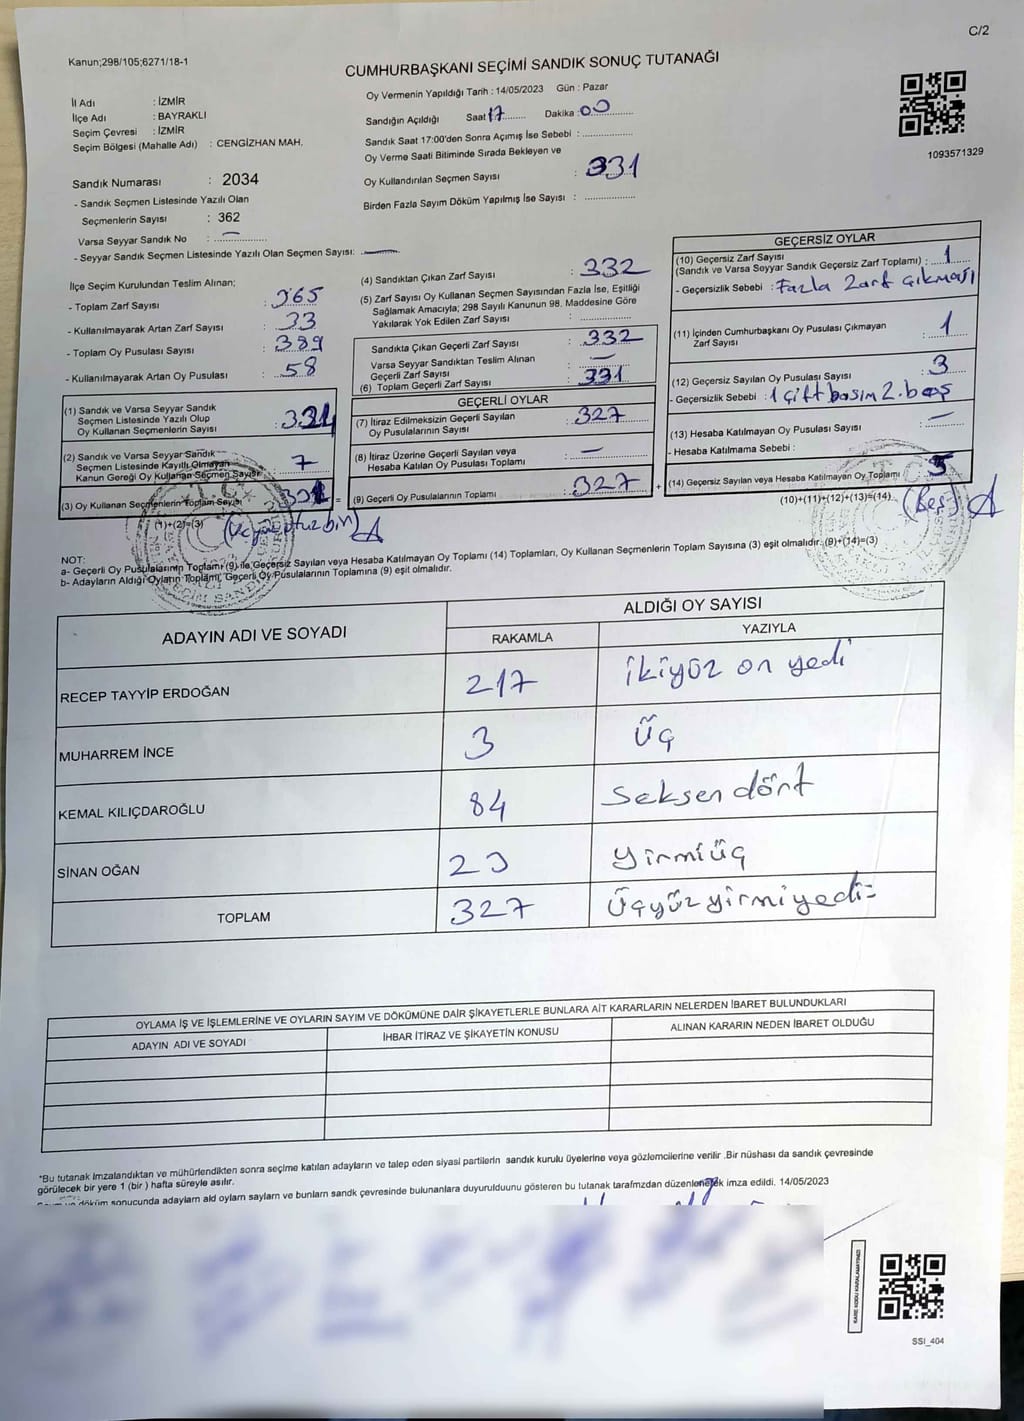 C/2
Kanun;298/105;6271/18-1
CUMHURBAŞKANI SEÇİMİ SANDIK SONUÇ TUTANAĞI
İl Adı : İZMİR
İlçe Adı : BAYRAKLI
Seçim Çevresi : İZMİR
Seçim Bölgesi (Mahalle Adı) : CENGİZHAN MAH.
Sandık Numarası : 2034
- Sandık Seçmen Listesinde Yazılı Olan
Seçmenlerin Sayısı : 362
Varsa Seyyar Sandık No : —
- Seyyar Sandık Seçmen Listesinde Yazılı Olan Seçmen Sayısı: —
Oy Vermenin Yapıldığı Tarih : 14/05/2023 Gün : Pazar
Sandığın Açıldığı Saat 17 Dakika : 00
Sandık Saat 17:00'den Sonra Açımış İse Sebebi :
Oy Verme Saati Bitiminde Sırada Bekleyen ve
Oy Kullandırılan Seçmen Sayısı : 331
Birden Fazla Sayım Döküm Yapılmış İse Sayısı :
1093571329
İlçe Seçim Kurulundan Teslim Alınan;
- Toplam Zarf Sayısı : 365
- Kullanılmayarak Artan Zarf Sayısı : 33
- Toplam Oy Pusulası Sayısı : 389
- Kullanılmayarak Artan Oy Pusulası : 58
(1) Sandık ve Varsa Seyyar Sandık
Seçmen Listesinde Yazılı Olup
Oy Kullanan Seçmenlerin Sayısı :
(2) Sandık ve Varsa Seyyar Sandık
Seçmen Listesinde Kayıtlı Olmayan
Kanun Gereği Oy Kullanan Seçmen Sayısı : 7
(3) Oy Kullanan Seçmenlerin Toplam Sayısı
(1)+(2)=(3) (üçyüzotuzbir)
(4) Sandıktan Çıkan Zarf Sayısı : 332
(5) Zarf Sayısı Oy Kullanan Seçmen Sayısından Fazla İse, Eşitliği
Sağlamak Amacıyla; 298 Sayılı Kanunun 98. Maddesine Göre
Yakılarak Yok Edilen Zarf Sayısı :
Sandıkta Çıkan Geçerli Zarf Sayısı : 332
Varsa Seyyar Sandıktan Teslim Alınan
Geçerli Zarf Sayısı : —
(6) Toplam Geçerli Zarf Sayısı : 331
GEÇERLİ OYLAR
(7) İtiraz Edilmeksizin Geçerli Sayılan
Oy Pusulalarının Sayısı : 327
(8) İtiraz Üzerine Geçerli Sayılan veya
Hesaba Katılan Oy Pusulası Toplamı : —
(9) Geçerli Oy Pusulalarının Toplamı : 327
GEÇERSİZ OYLAR
(10) Geçersiz Zarf Sayısı
(Sandık ve Varsa Seyyar Sandık Geçersiz Zarf Toplamı) : 1
- Geçersizlik Sebebi : Fazla Zarf çıkması
(11) İçinden Cumhurbaşkanı Oy Pusulası Çıkmayan
Zarf Sayısı : 1
(12) Geçersiz Sayılan Oy Pusulası Sayısı : 3
- Geçersizlik Sebebi : 1 çift basım 2. boş
(13) Hesaba Katılmayan Oy Pusulası Sayısı : —
- Hesaba Katılmama Sebebi :
(14) Geçersiz Sayılan veya Hesaba Katılmayan Oy Toplamı : 5
(10)+(11)+(12)+(13)=(14) (Beş)
NOT:
a- Geçerli Oy Pusulalarının Toplamı (9) ile Geçersiz Sayılan veya Hesaba Katılmayan Oy Toplamı (14) Toplamları, Oy Kullanan Seçmenlerin Toplam Sayısına (3) eşit olmalıdır. (9)+(14)=(3)
b- Adayların Aldığı Oyların Toplamı, Geçerli Oy Pusulalarının Toplamına (9) eşit olmalıdır.
ADAYIN ADI VE SOYADI
ALDIĞI OY SAYISI
RAKAMLA YAZIYLA
RECEP TAYYİP ERDOĞAN 217 ikiyüz on yedi
MUHARREM İNCE 3 üç
KEMAL KILIÇDAROĞLU 84 Seksen dört
SİNAN OĞAN 23 yirmiüç
TOPLAM 327 Üçyüzyirmiyedi
OYLAMA İŞ VE İŞLEMLERİNE VE OYLARIN SAYIM VE DÖKÜMÜNE DAİR ŞİKAYETLERLE BUNLARA AİT KARARLARIN NELERDEN İBARET BULUNDUKLARI
ADAYIN ADI VE SOYADI İHBAR İTİRAZ VE ŞİKAYETİN KONUSU ALINAN KARARIN NEDEN İBARET OLDUĞU
*Bu tutanak imzalandıktan ve mühürlendikten sonra seçime katılan adayların ve talep eden siyasi partilerin sandık kurulu üyelerine veya gözlemcilerine verilir .Bir nüshası da sandık çevresinde
görülecek bir yere 1 (bir ) hafta süreyle asılır.
döküm sonucunda adayların ald oyların sayların ve bunların sandk çevresinde bulunanlara duyurulduunu gösteren bu tutanak tarafmzdan düzenlenerek imza edildi. 14/05/2023
KARE KODU KARALAMAYINIZ!
SSI_404